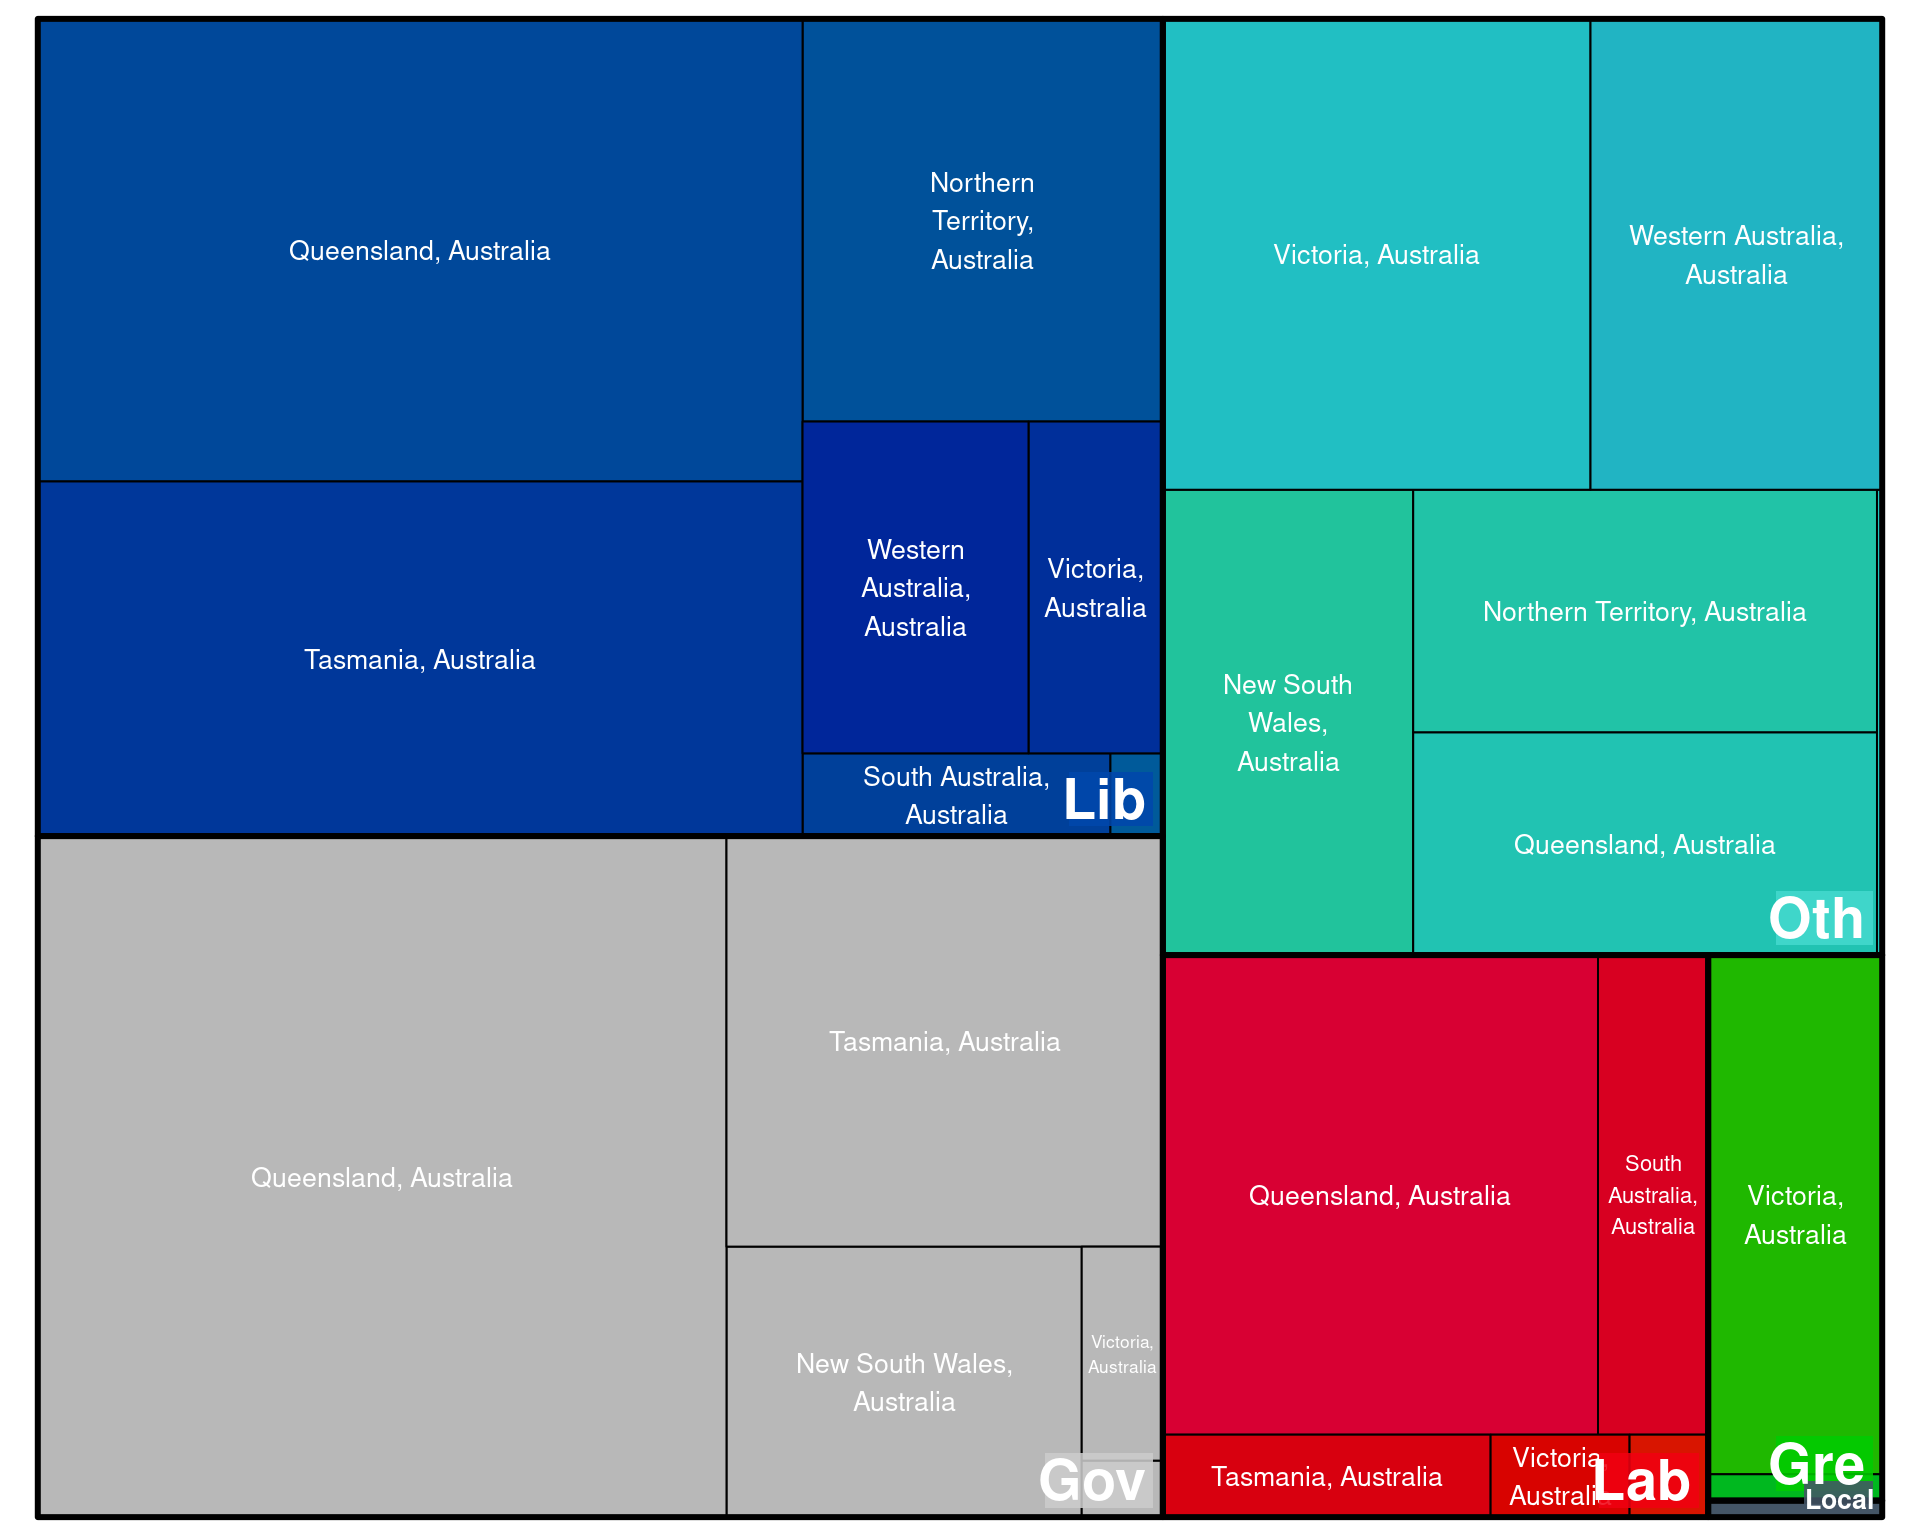 Queensland, Australia
Northern
Territory,
Australia
Tasmania, Australia
Western
Australia,
Australia
Victoria,
Australia
South Australia,
Australia
Lib
Victoria, Australia
Western Australia,
Australia
New South
Wales,
Australia
Northern Territory, Australia
Queensland, Australia
Oth
Queensland, Australia
Tasmania, Australia
New South Wales,
Australia
Victoria,
Australia
Gov
Queensland, Australia
South
Australia,
Australia
Tasmania, Australia
Victoria,
Australia
Lab
Victoria,
Australia
Gre
Local